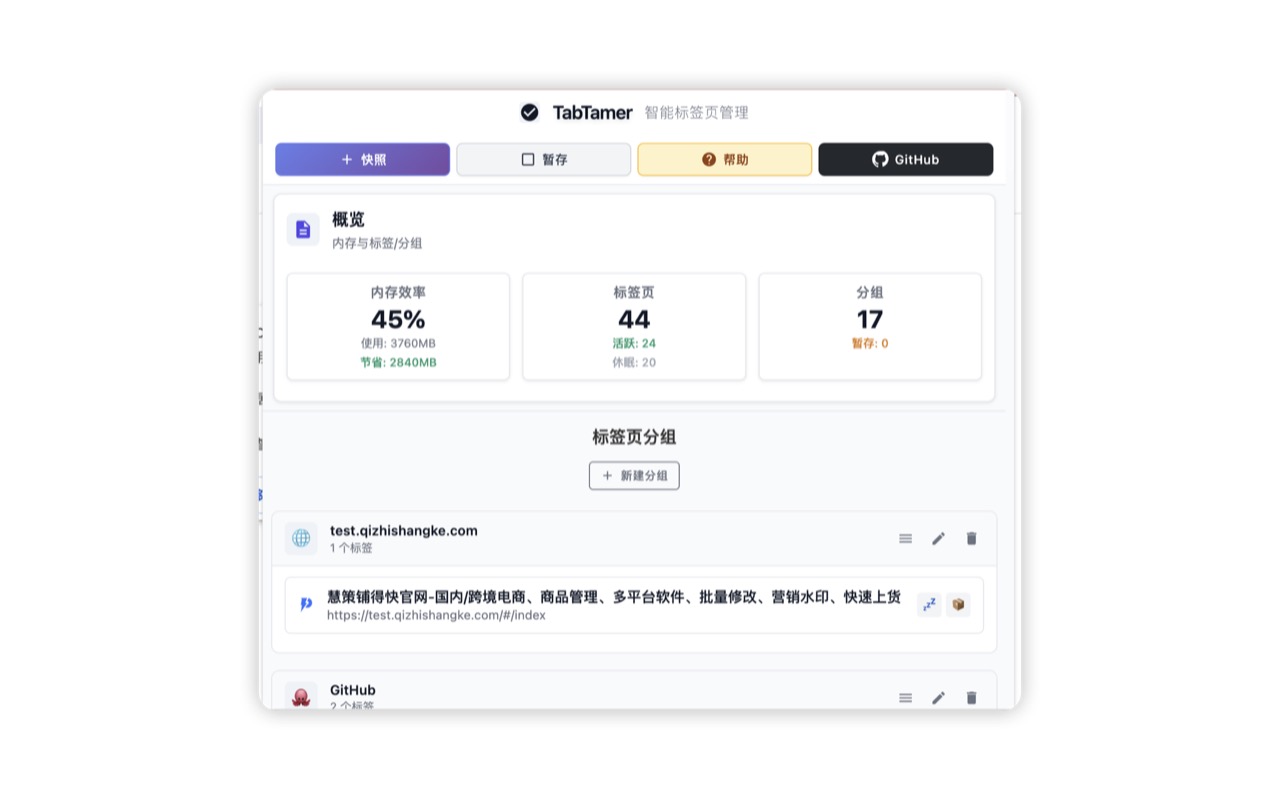 TabTamer 智能标签页管理
+ 快照 暂存 帮助 GitHub
概览
内存与标签/分组
内存效率 标签页 分组
45% 44 17
使用: 3760MB 活跃: 24 暂存: 0
节省: 2840MB 休眠: 20
标签页分组
+ 新建分组
test.qizhishangke.com
1 个标签
慧策铺得快官网-国内/跨境电商、商品管理、多平台软件、批量修改、营销水印、快速上货
https://test.qizhishangke.com/#/index
GitHub
2 个标签